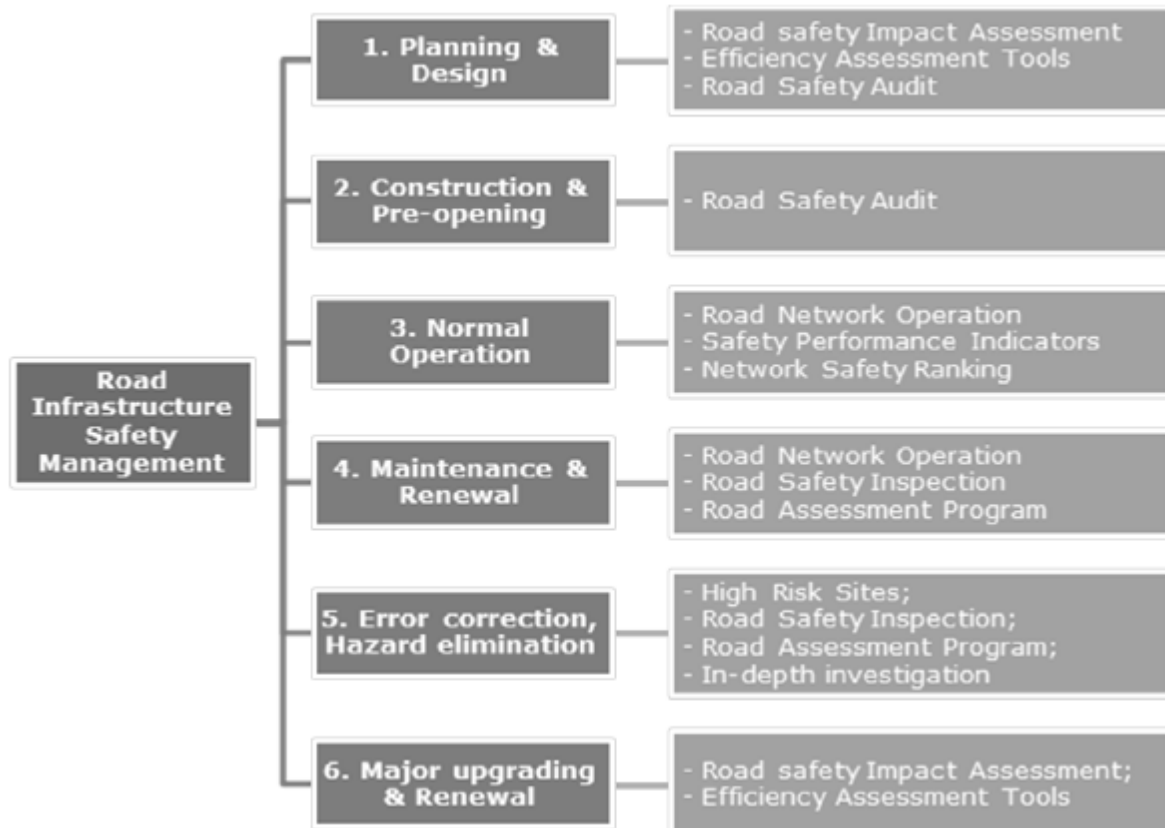 Road
Infrastructure
Safety
Management
1. Planning &
Design
- Road safety Impact Assessment
- Efficiency Assessment Tools
- Road Safety Audit
2. Construction &
Pre-opening
- Road Safety Audit
3. Normal
Operation
- Road Network Operation
- Safety Performance Indicators
- Network Safety Ranking
4. Maintenance &
Renewal
- Road Network Operation
- Road Safety Inspection
- Road Assessment Program
5. Error correction,
Hazard elimination
- High Risk Sites;
- Road Safety Inspection;
- Road Assessment Program;
- In-depth investigation
6. Major upgrading
& Renewal
- Road safety Impact Assessment;
- Efficiency Assessment Tools